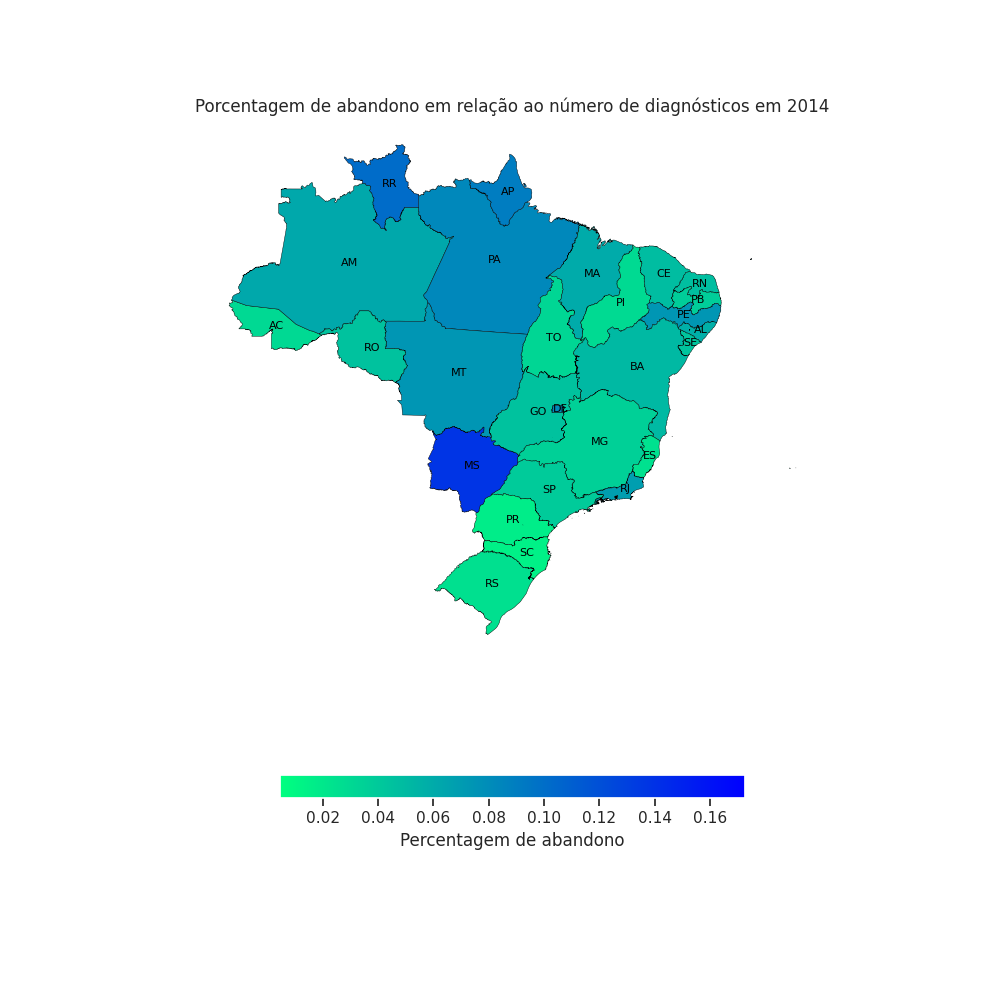 Porcentagem de abandono em relação ao número de diagnósticos em 2014
RR
AP
AM
PA
MA
CE
RN
PI
PB
PE
AC
AL
TO
SE
RO
BA
MT
GO
DF
MG
ES
MS
SP
RJ
PR
SC
RS
0.02 0.04 0.06 0.08 0.10 0.12 0.14 0.16
Percentagem de abandono